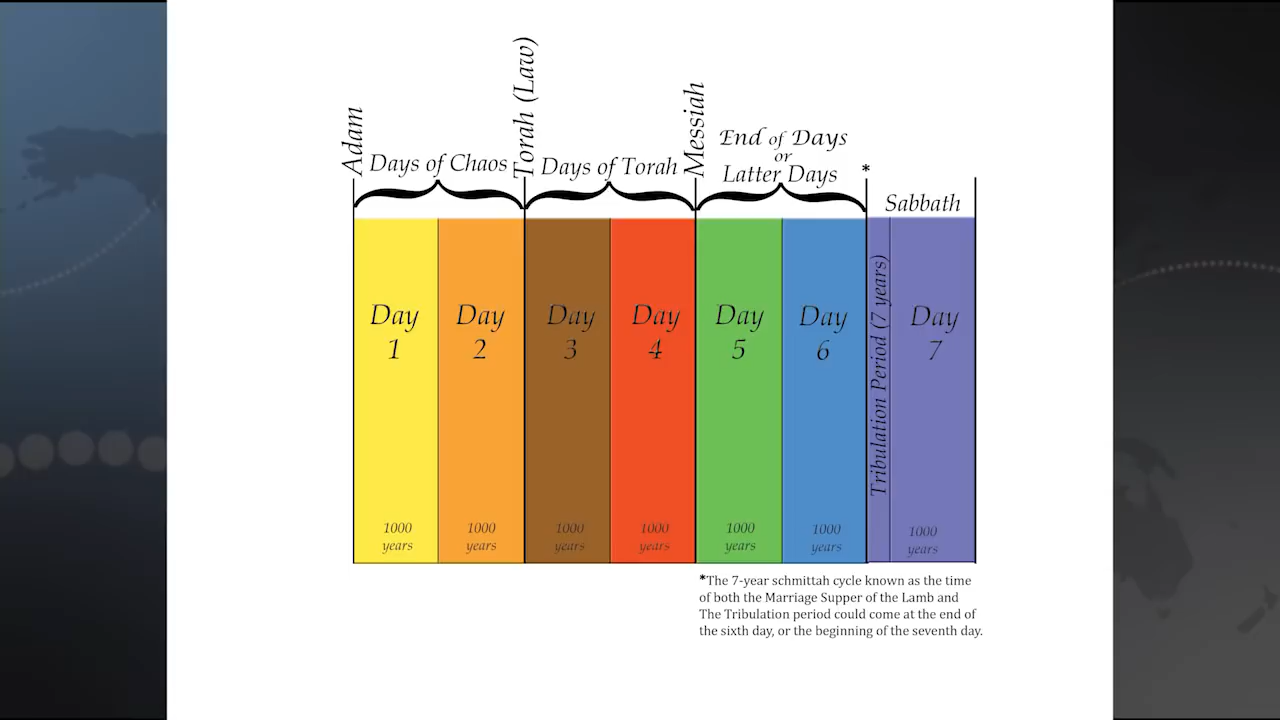 Adam
Days of Chaos
Torah (Law)
Days of Torah
Messiah
End of Days
or
Latter Days
*
Sabbath
Day
1
Day
2
Day
3
Day
4
Day
5
Day
6
Tribulation Period (7 years)
Day
7
1000
years
1000
years
1000
years
1000
years
1000
years
1000
years
1000
years
*The 7-year schmittah cycle known as the time
of both the Marriage Supper of the Lamb and
The Tribulation period could come at the end of
the sixth day, or the beginning of the seventh day.